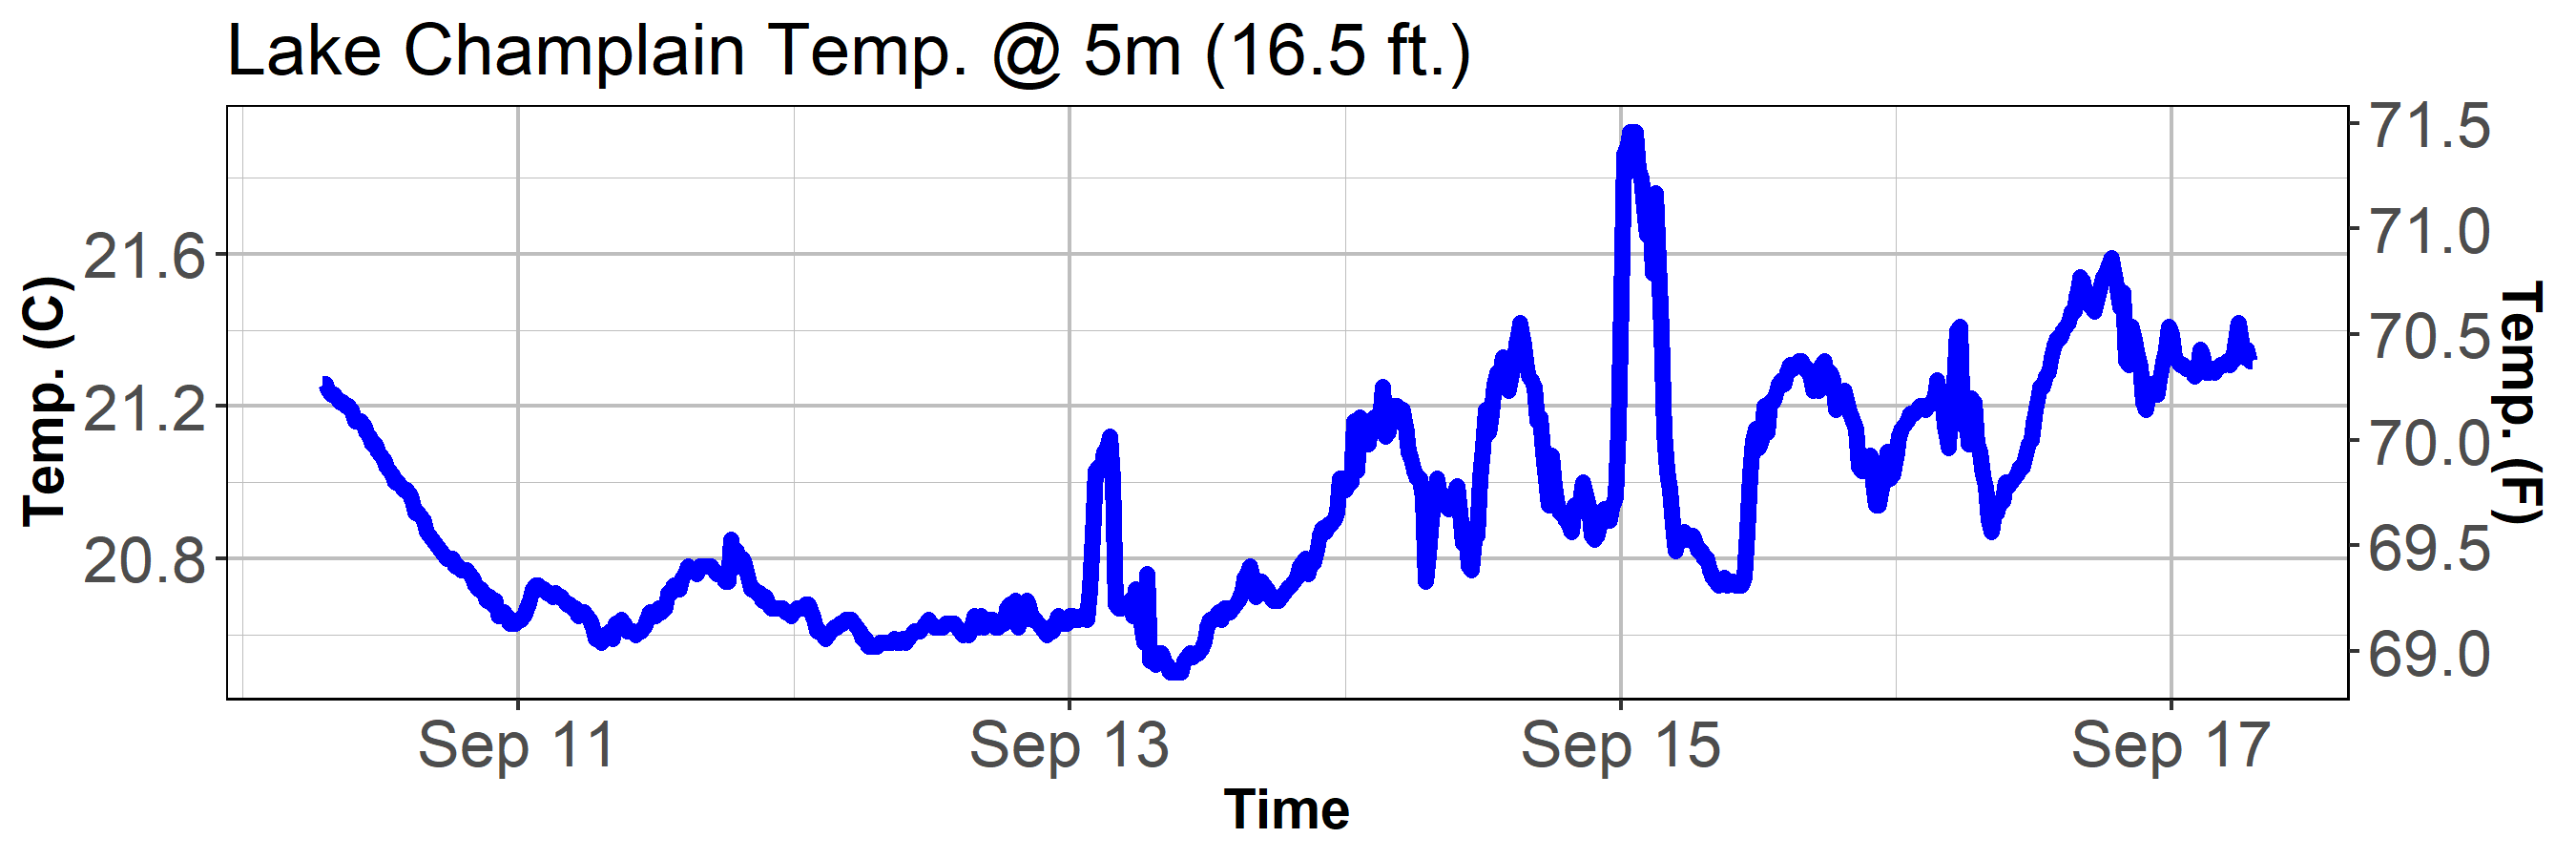 Lake Champlain Temp. @ 5m (16.5 ft.)
Temp. (C)
21.6
21.2
20.8
71.5
71.0
70.5
70.0
69.5
69.0
Temp. (F)
Sep 11
Sep 13
Sep 15
Sep 17
Time